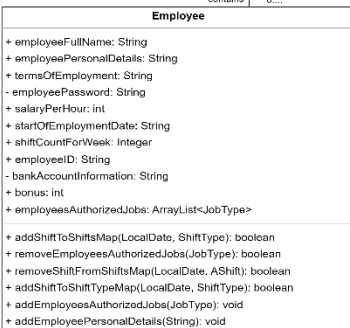 contains
0....
Employee
+ employeeFullName: String
+ employeePersonalDetails: String
+ termsOfEmployment: String
- employeePassword: String
+ salaryPerHour: int
+ startOfEmploymentDate: String
+ shiftCountForWeek: Integer
+ employeeID: String
- bankAccountInformation: String
+ bonus: int
+ employeesAuthorizedJobs: ArrayList<JobType>
+ addShiftToShiftsMap(LocalDate, ShiftType): boolean
+ removeEmployeesAuthorizedJobs(JobType): boolean
+ removeShiftFromShiftsMap(LocalDate, AShift): boolean
+ addShiftToShiftTypeMap(LocalDate, ShiftType): boolean
+ addEmployeesAuthorizedJobs(JobType): void
+ addEmployeePersonalDetails(String): void